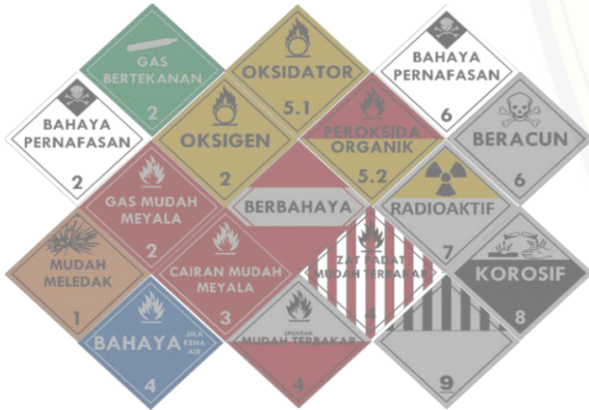 GAS
BERTEKANAN
2
OKSIDATOR
5.1
BAHAYA
PERNAFASAN
6
BAHAYA
PERNAFASAN
2
OKSIGEN
2
PEROKSIDA
ORGANIK
5.2
BERACUN
6
GAS MUDAH
MEYALA
2
BERBAHAYA
RADIOAKTIF
7
MUDAH
MELEDAK
1
CAIRAN MUDAH
MEYALA
3
ZAT PADAT
MUDAH TERBAKAR
4
KOROSIF
8
BAHAYA JIKA KENA AIR
4
SPONTAN
MUDAH TERBAKAR
4
9